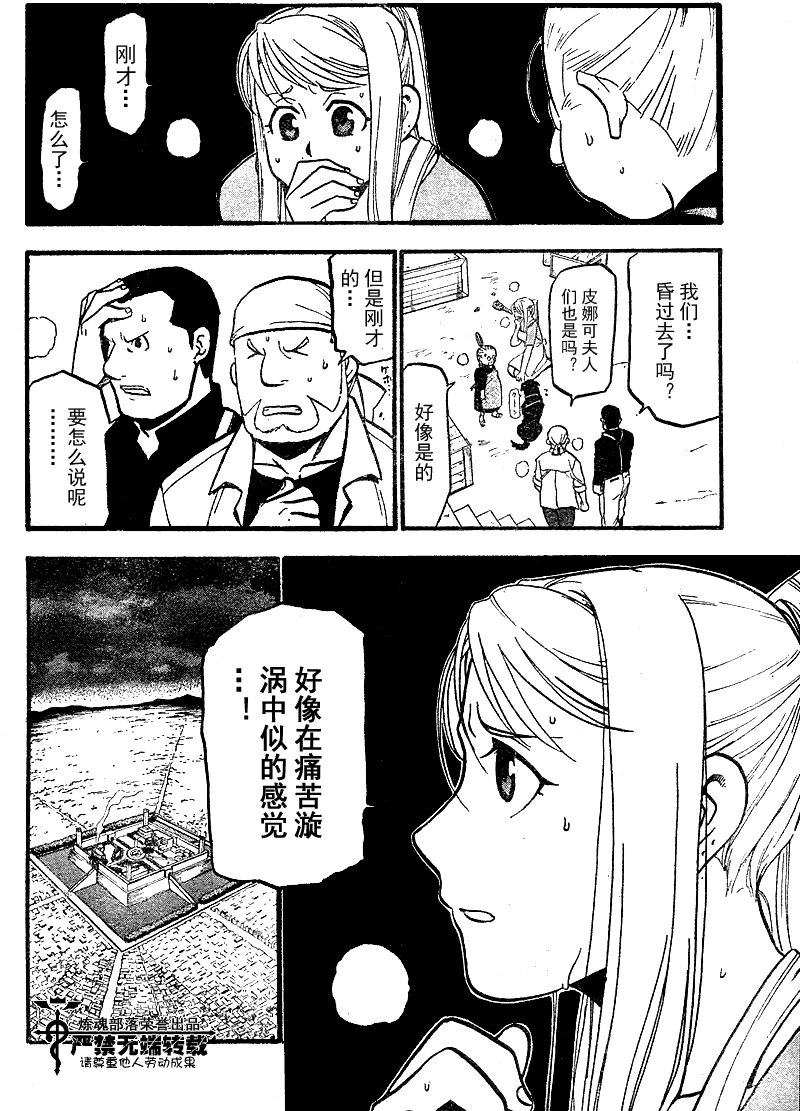 刚才…
怎么了…
我们…
昏过去了吗？
皮娜可夫人
们也是吗？
好像是的
但是刚才
的…
要怎么说呢
………
好像在痛苦漩
涡中似的感觉
…！
炼魂部落荣誉出品
严禁无端转载
请尊重他人劳动成果